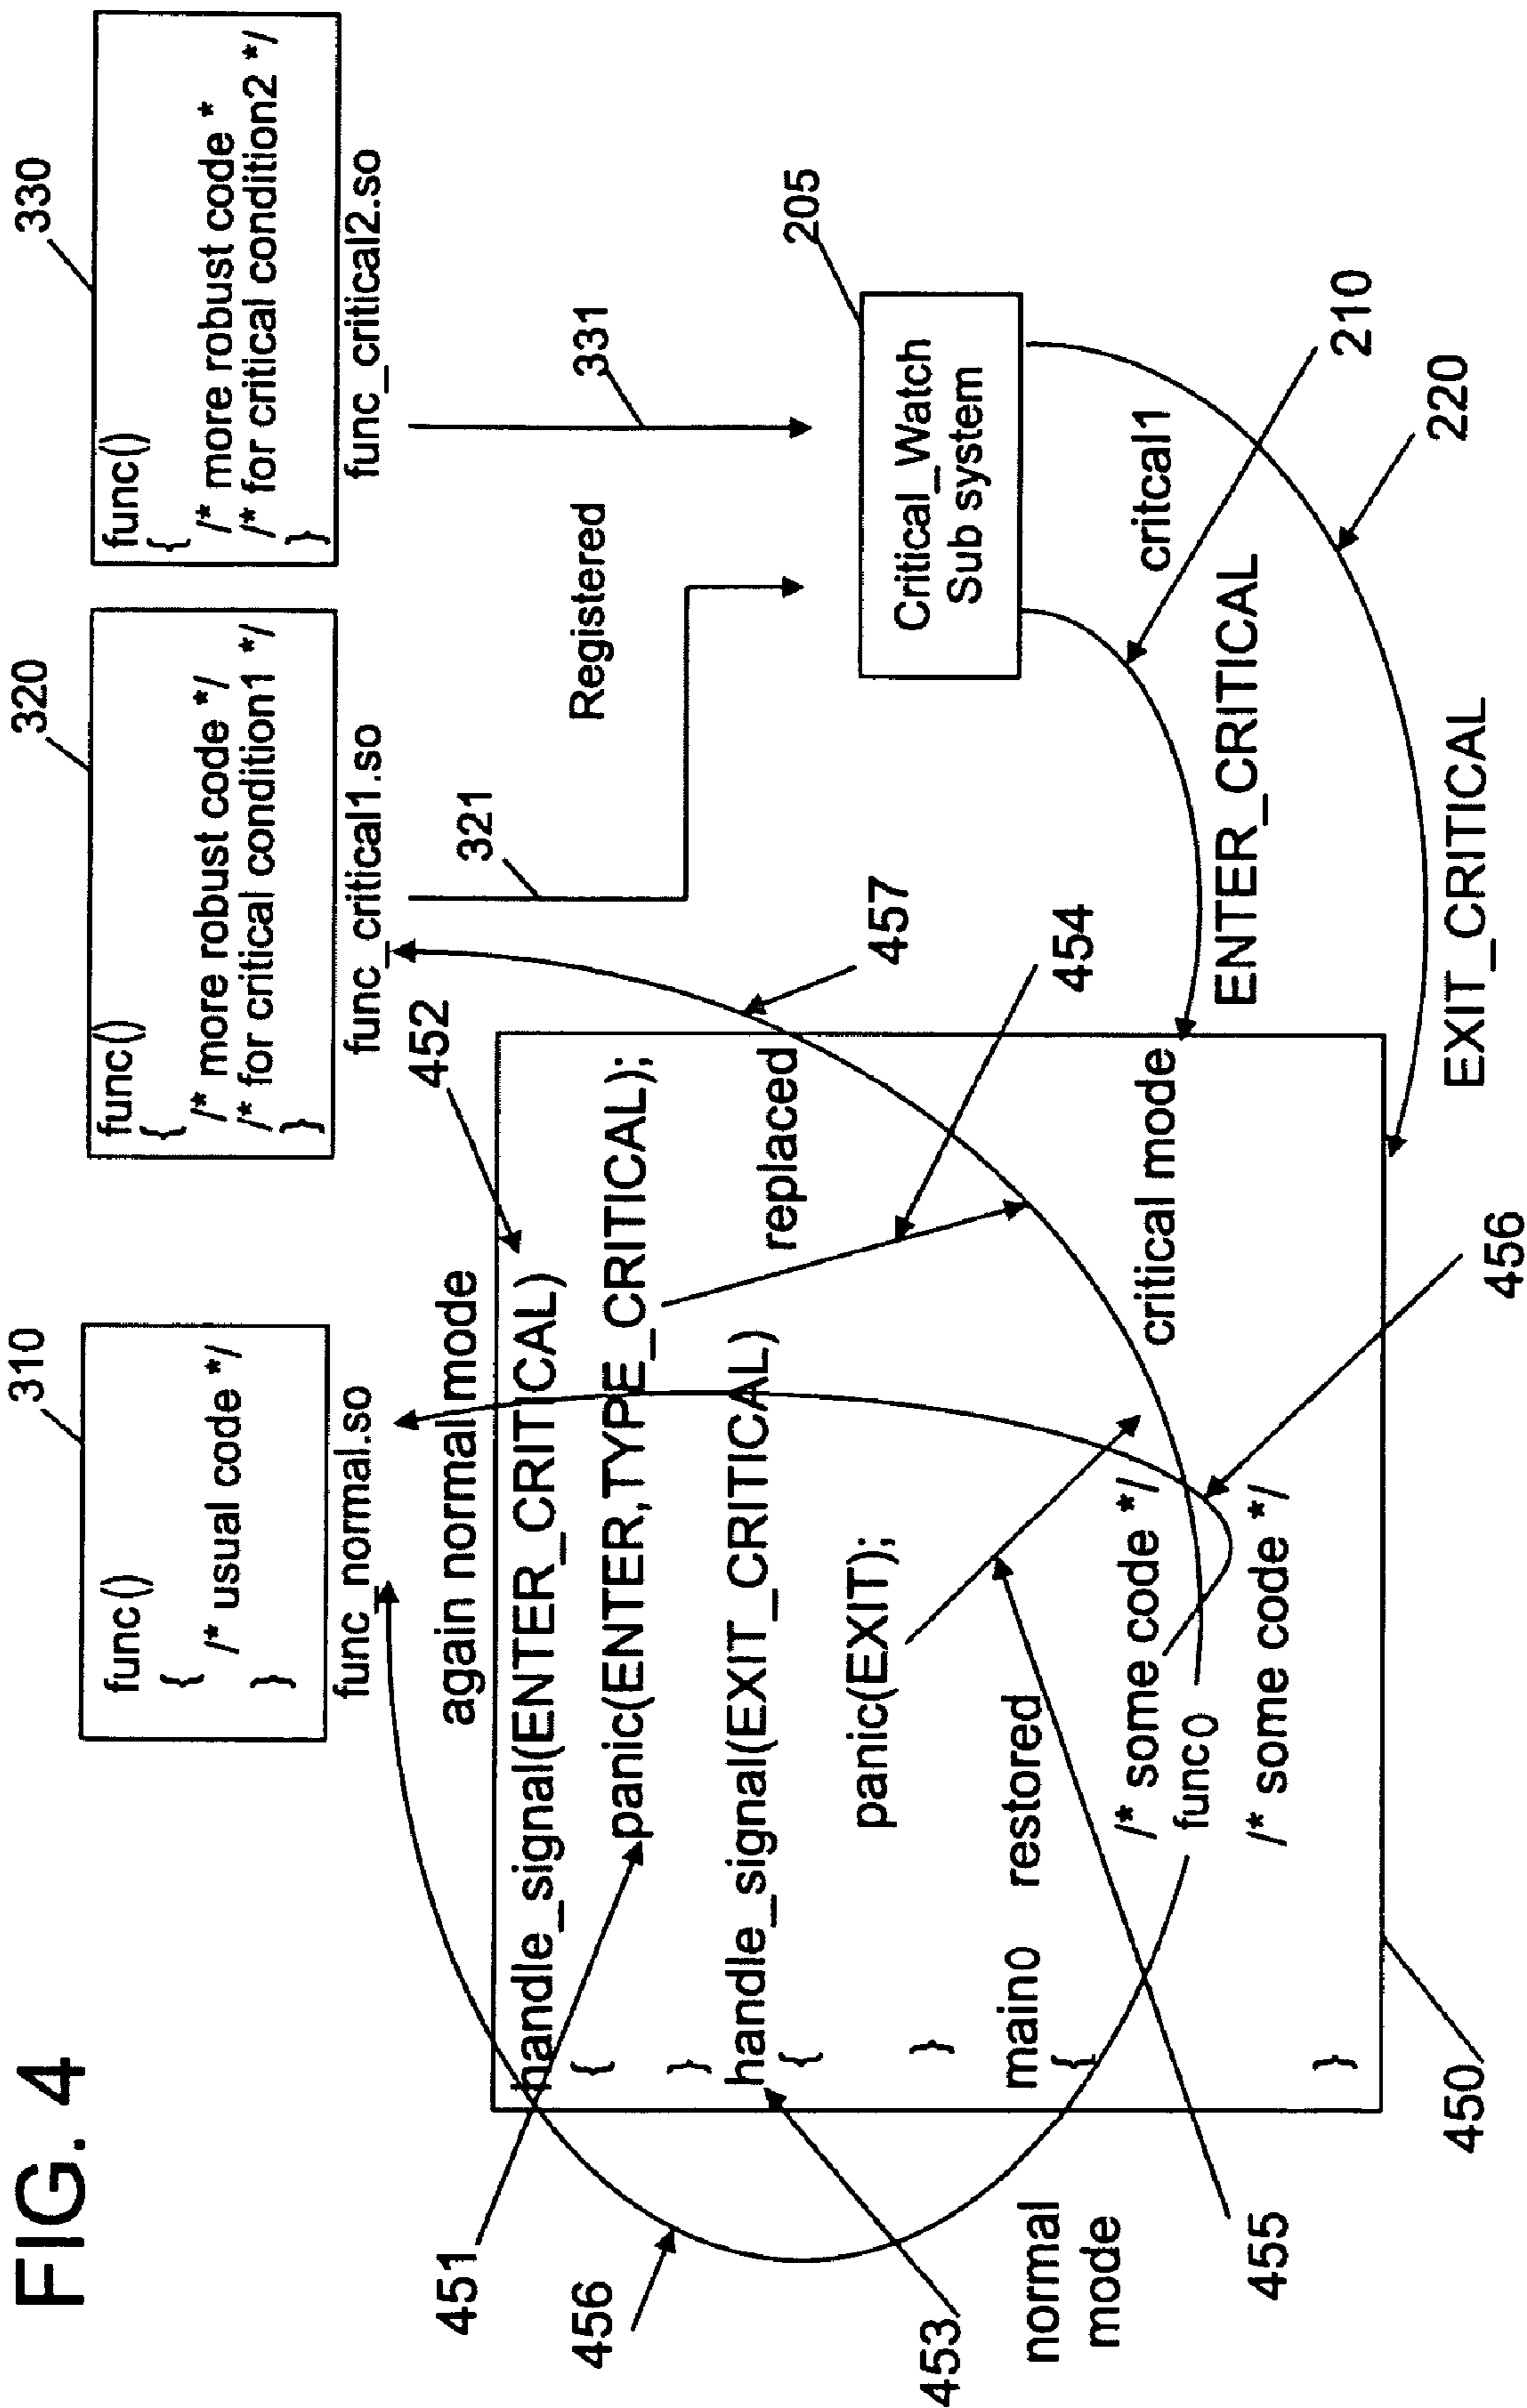 FIG. 4
310
func()
{
/* usual code */
}
func_normal.so
320
func()
{
/* more robust code */
/* for critical condition1 */
}
func_critical1.so
330
func()
{
/* more robust code *
/* for critical condition2 */
}
func_critical2.so
321
Registered
331
205
Critical_Watch
Sub system
again normal mode
452
457
454
451
456
453
normal
mode
455
handle_signal(ENTER_CRITICAL)
{
panic(ENTER,TYPE_CRITICAL);
}
handle_signal(EXIT_CRITICAL)
{
replaced
panic(EXIT);
}
main0
restored
{
/* some code */
critical mode
func0
/* some code */
}
450
456
critcal1
210
ENTER_CRITICAL
220
EXIT_CRITICAL